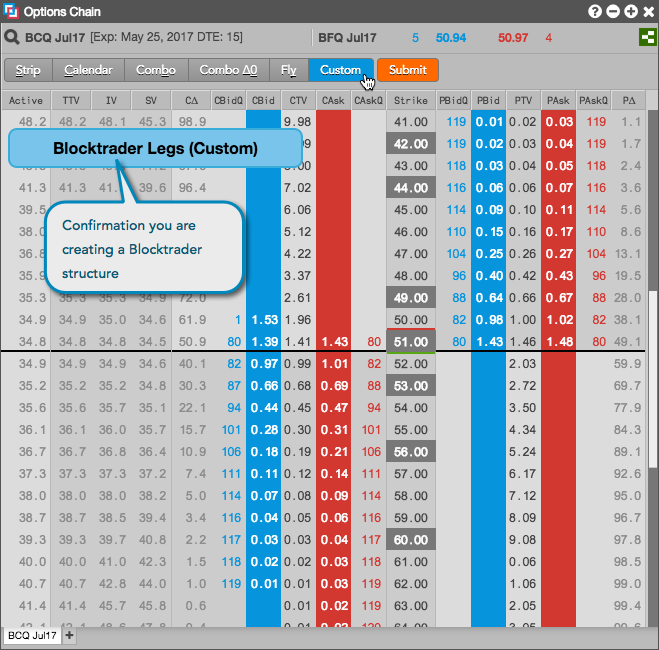 Options Chain
BCQ Jul17 [Exp: May 25, 2017 DTE: 15] BFQ Jul17 5 50.94 50.97 4
Strip Calendar Combo Combo Δ0 Fly Custom Submit
Active TTV IV SV CΔ CBidQ CBid CTV CAsk CAskQ Strike PBidQ PBid PTV PAsk PAskQ PΔ
48.2 48.2 48.1 45.3 98.9 9.98 41.00 119 0.01 0.02 0.03 119 1.1
Blocktrader Legs (Custom) 42.00 119 0.02 0.03 0.04 119 1.7
43.00 118 0.03 0.04 0.05 118 2.4
41.3 41.3 41. 39.6 96.4 7.02 44.00 116 0.06 0.06 0.07 116 3.6
39.5 6.06 45.00 114 0.09 0.10 0.11 114 5.6
Confirmation you are
creating a Blocktrader
structure
5.12 46.00 110 0.15 0.16 0.17 110 8.6
36.8 4.22 47.00 104 0.25 0.26 0.27 104 13.1
35.9 3.37 48.00 96 0.40 0.42 0.43 96 19.5
35.3 35.3 35.3 34.9 72.0 2.61 49.00 88 0.64 0.66 0.67 88 28.0
34.9 34.9 35.0 34.6 61.9 1 1.53 1.96 50.00 82 0.98 1.00 1.02 82 38.1
34.8 34.8 34.8 34.5 50.9 80 1.39 1.41 1.43 80 51.00 80 1.43 1.46 1.48 80 49.1
34.9 34.9 34.9 34.6 40.1 82 0.97 0.99 1.01 82 52.00 2.03 59.9
35.2 35.2 35.2 34.8 30.3 87 0.66 0.68 0.69 88 53.00 2.72 69.7
35.6 35.6 35.7 35.1 22.1 94 0.44 0.45 0.47 94 54.00 3.50 77.9
36.1 36.1 36.0 35.7 15.7 101 0.28 0.30 0.31 101 55.00 4.34 84.3
36.7 36.7 36.8 36.4 10.9 106 0.18 0.19 0.21 106 56.00 5.24 89.1
37.3 37.3 37.3 37.2 7.4 111 0.11 0.12 0.14 111 57.00 6.17 92.6
38.0 38.0 38.0 38.2 5.0 114 0.07 0.08 0.09 114 58.00 7.12 95.0
38.7 38.7 38.5 39.4 3.4 116 0.04 0.05 0.06 116 59.00 8.09 96.7
39.3 39.3 39.7 40.8 2.2 117 0.03 0.03 0.04 117 60.00 9.08 97.8
40.0 40.0 41.0 42.3 1.5 118 0.02 0.02 0.03 118 61.00 0.06 98.5
40.7 40.7 42.8 44.0 1.0 119 0.01 0.01 0.03 119 62.00 1.06 99.0
41.4 41.4 45.7 45.8 0.6 0.01 0.02 119 63.00 2.05 99.4
BCQ Jul17 +